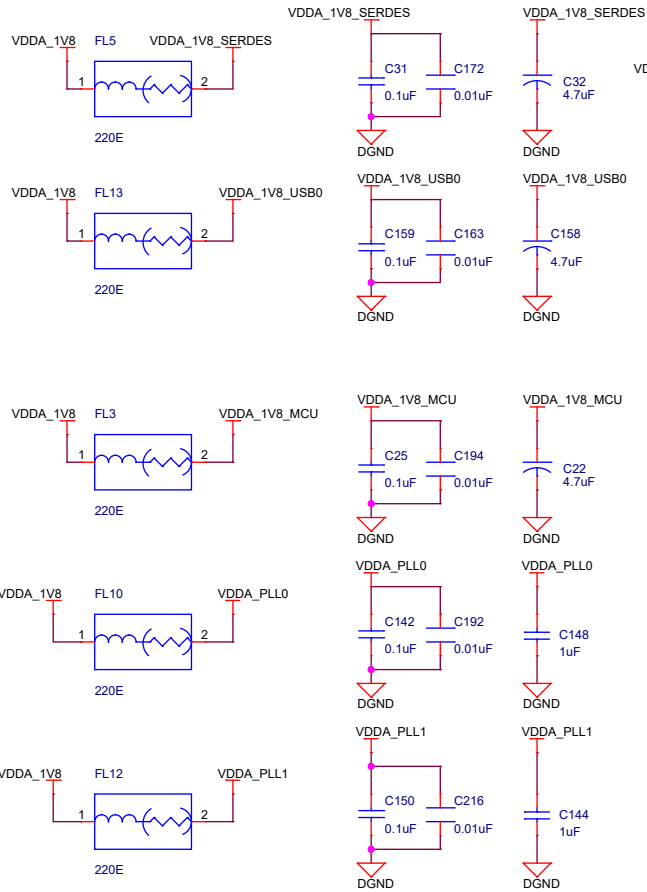 VDDA_1V8_SERDES
VDDA_1V8_SERDES
VDDA_1V8
FL5
VDDA_1V8_SERDES
1
2
220E
C31
0.1uF
C172
0.01uF
C32
4.7uF
DGND
DGND
VDDA_1V8
FL13
VDDA_1V8_USB0
1
2
220E
VDDA_1V8_USB0
VDDA_1V8_USB0
C159
0.1uF
C163
0.01uF
C158
4.7uF
DGND
DGND
VDDA_1V8
FL3
VDDA_1V8_MCU
1
2
220E
VDDA_1V8_MCU
VDDA_1V8_MCU
C25
0.1uF
C194
0.01uF
C22
4.7uF
DGND
DGND
VDDA_1V8
FL10
VDDA_PLL0
1
2
220E
VDDA_PLL0
VDDA_PLL0
C142
0.1uF
C192
0.01uF
C148
1uF
DGND
DGND
VDDA_1V8
FL12
VDDA_PLL1
1
2
220E
VDDA_PLL1
VDDA_PLL1
C150
0.1uF
C216
0.01uF
C144
1uF
DGND
DGND